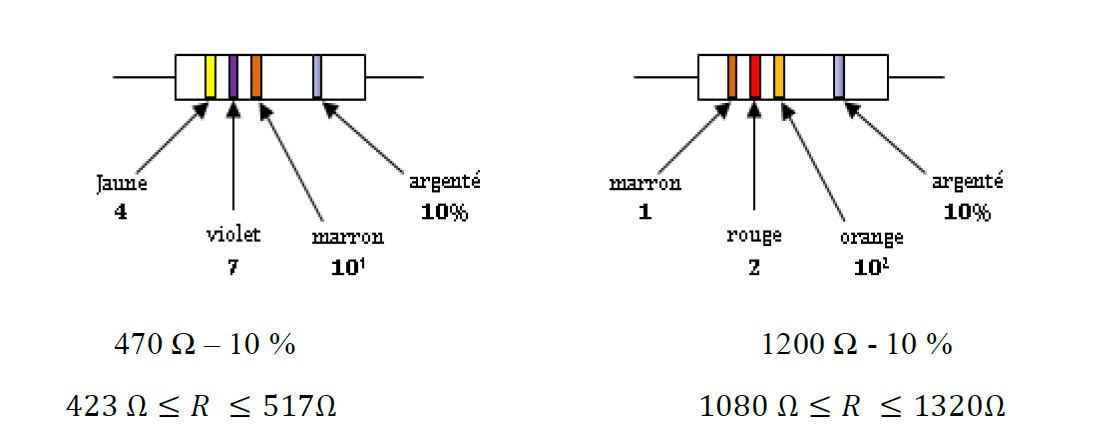 Jaune
4
violet
7
marron
10¹
argenté
10%
470 Ω – 10 %
423 Ω ≤ R ≤ 517Ω
marron
1
rouge
2
orange
10²
argenté
10%
1200 Ω - 10 %
1080 Ω ≤ R ≤ 1320Ω